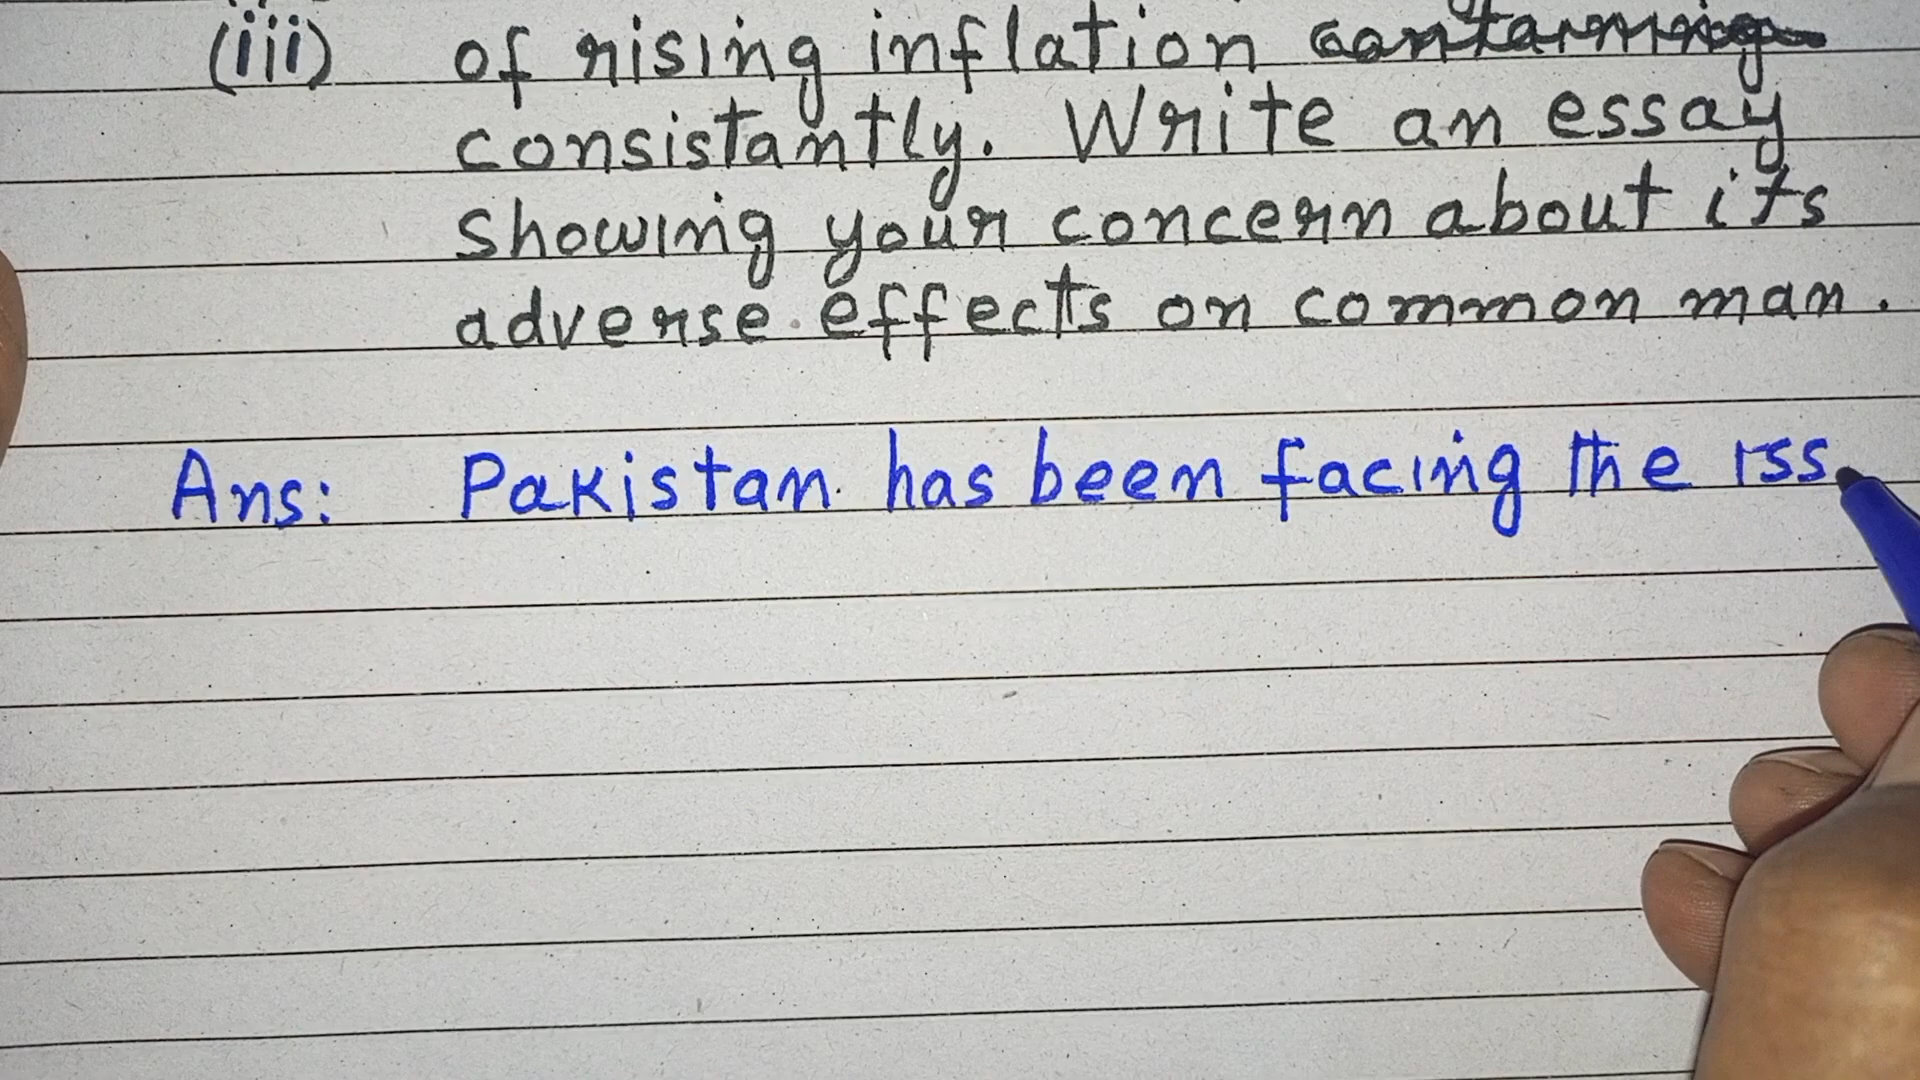 (iii) of rising inflation
consistantly. Write an essay
showing your concern about its
adverse effects on common man.
Ans: Pakistan has been facing the iss